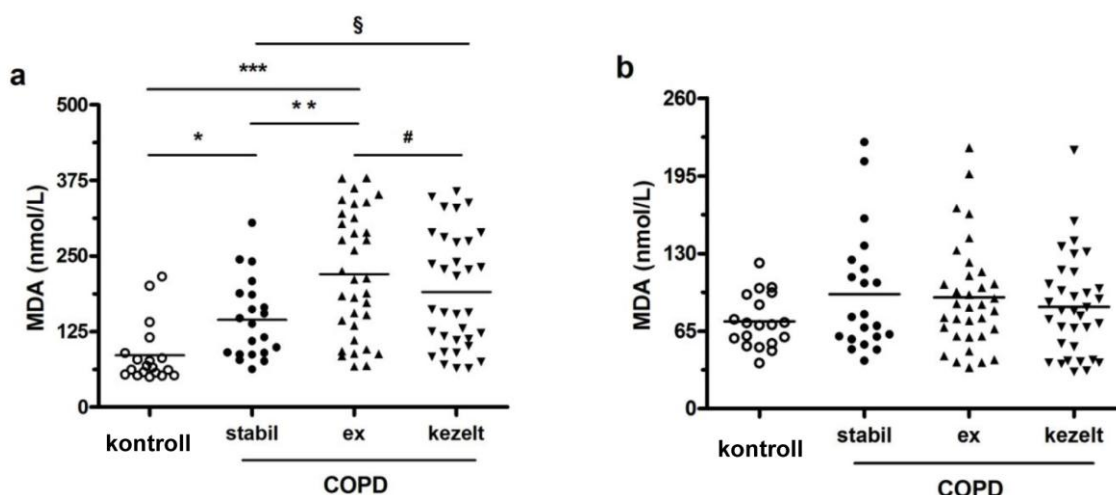 a
§
***
**
*
#
MDA (nmol/L)
500
375
250
125
0
kontroll stabil ex kezelt
COPD
b
MDA (nmol/L)
260
195
130
65
0
kontroll stabil ex kezelt
COPD